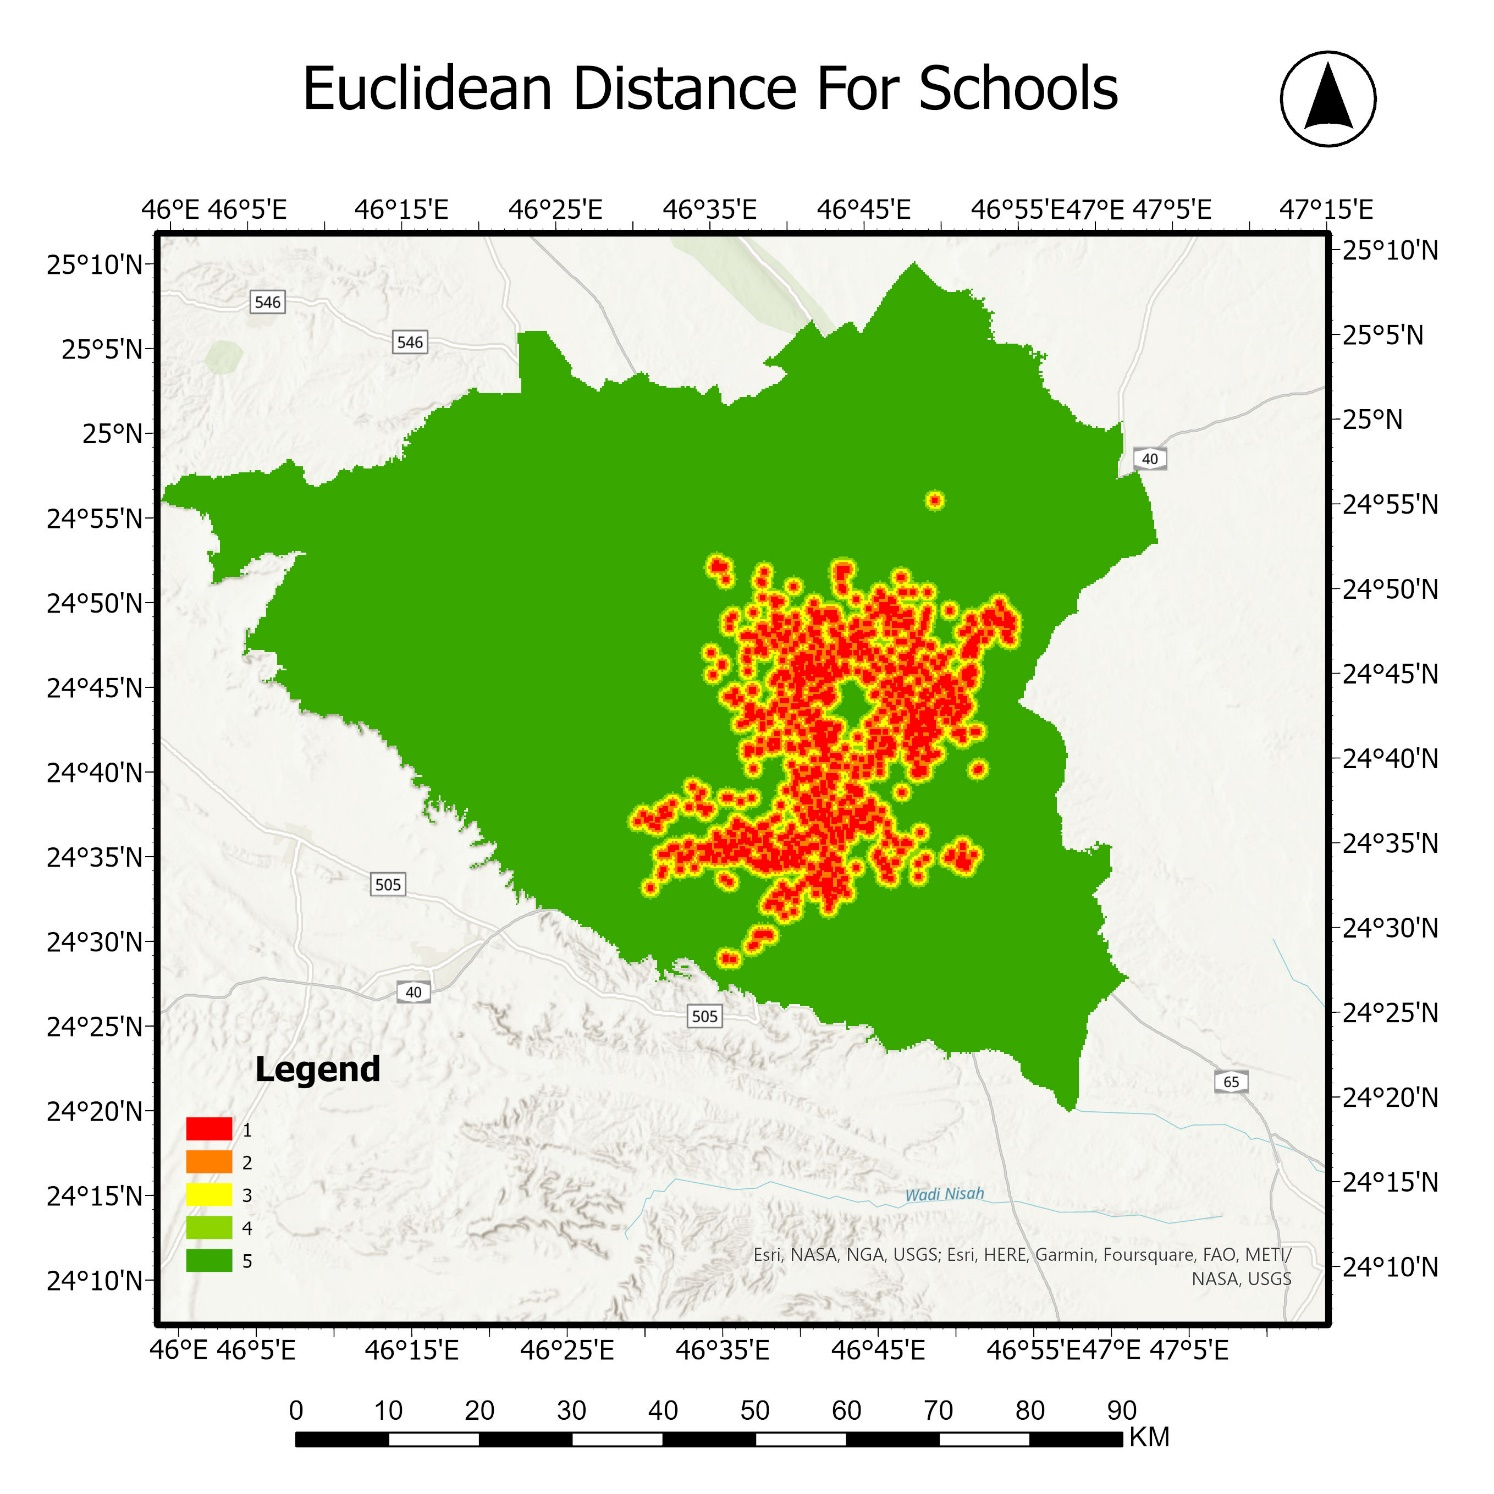 Euclidean Distance For Schools
46°E 46°5'E 46°15'E 46°25'E 46°35'E 46°45'E 46°55'E 47°E 47°5'E 47°15'E
25°10'N 25°10'N
546
25°5'N 546 25°5'N
25°N 25°N
40
24°55'N 24°55'N
24°50'N 24°50'N
24°45'N 24°45'N
24°40'N 24°40'N
24°35'N 24°35'N
505
24°30'N 24°30'N
40
24°25'N 505 24°25'N
Legend
65
24°20'N 24°20'N
1
2
3
24°15'N Wadi Nisah 24°15'N
4
5
Esri, NASA, NGA, USGS; Esri, HERE, Garmin, Foursquare, FAO, METI/
NASA, USGS
24°10'N 24°10'N
46°E 46°5'E 46°15'E 46°25'E 46°35'E 46°45'E 46°55'E 47°E 47°5'E
0 10 20 30 40 50 60 70 80 90
KM